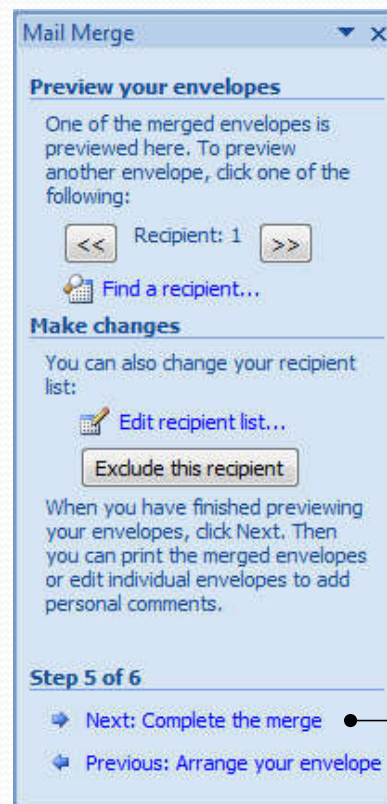 Mail Merge
Preview your envelopes
One of the merged envelopes is
previewed here. To preview
another envelope, click one of the
following:
<< Recipient: 1 >>
Find a recipient...
Make changes
You can also change your recipient
list:
Edit recipient list...
Exclude this recipient
When you have finished previewing
your envelopes, click Next. Then
you can print the merged envelopes
or edit individual envelopes to add
personal comments.
Step 5 of 6
Next: Complete the merge
Previous: Arrange your envelope